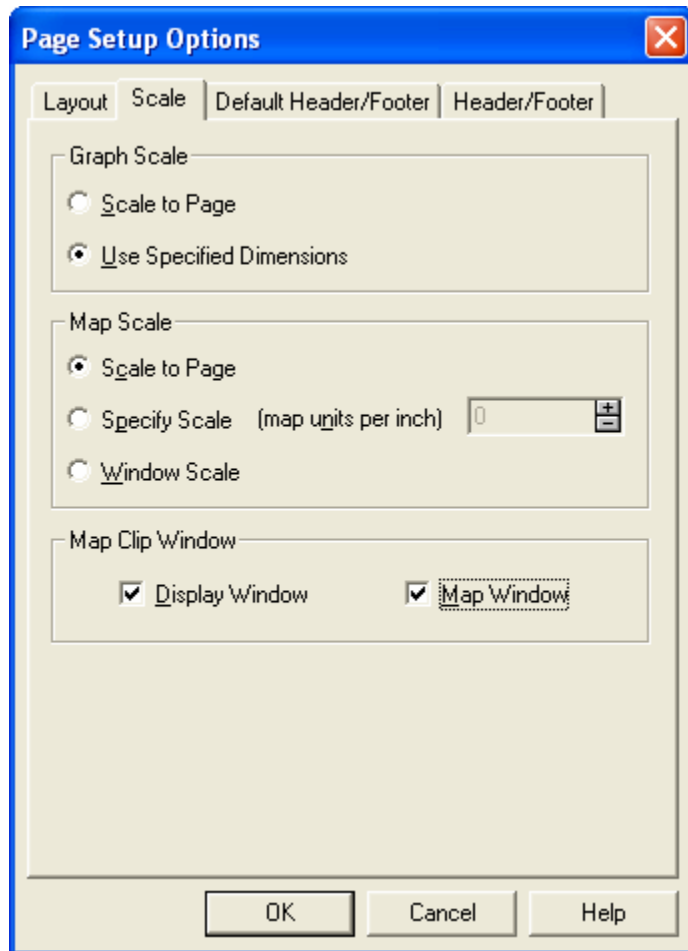 Page Setup Options
Layout Scale Default Header/Footer Header/Footer
Graph Scale
Scale to Page
Use Specified Dimensions
Map Scale
Scale to Page
Specify Scale (map units per inch) 0
Window Scale
Map Clip Window
Display Window Map Window
OK Cancel Help